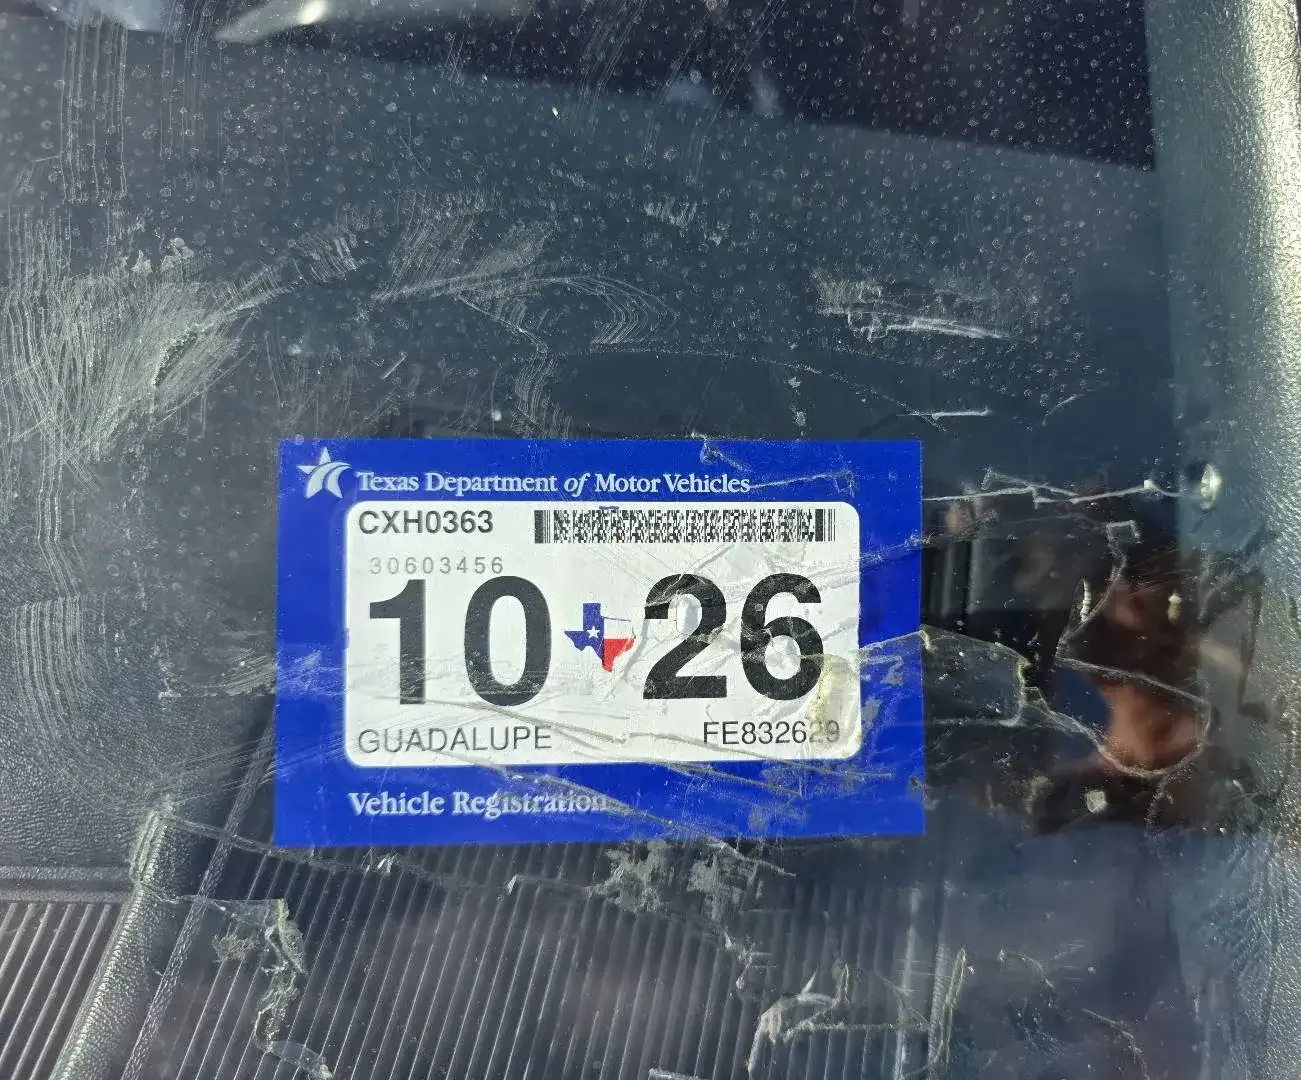 Texas Department of Motor Vehicles
CXH0363
30603456
10 26
GUADALUPE FE832629
Vehicle Registration